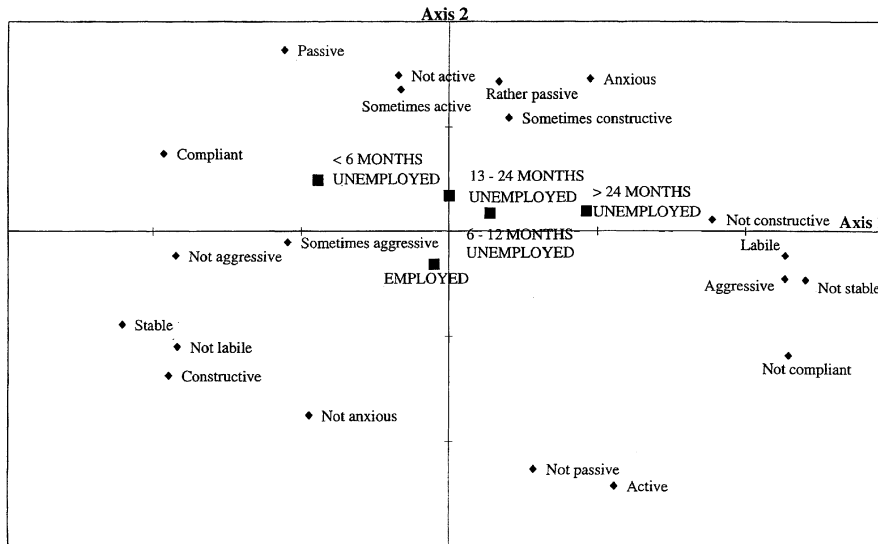 Axis 2
Passive
Not active
Sometimes active
Rather passive
Anxious
Sometimes constructive
Compliant
< 6 MONTHS
UNEMPLOYED
13 - 24 MONTHS
UNEMPLOYED
> 24 MONTHS
UNEMPLOYED
Not constructive
Axis
Sometimes aggressive
6 - 12 MONTHS
UNEMPLOYED
Not aggressive
EMPLOYED
Labile
Aggressive
Not stable
Stable
Not labile
Constructive
Not compliant
Not anxious
Not passive
Active